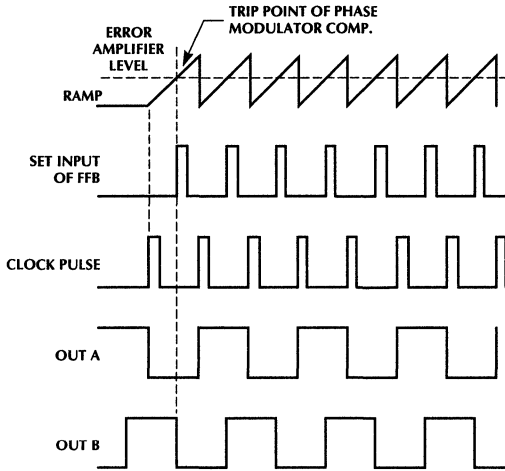 TRIP POINT OF PHASE
MODULATOR COMP.
ERROR
AMPLIFIER
LEVEL
RAMP
SET INPUT
OF FFB
CLOCK PULSE
OUT A
OUT B